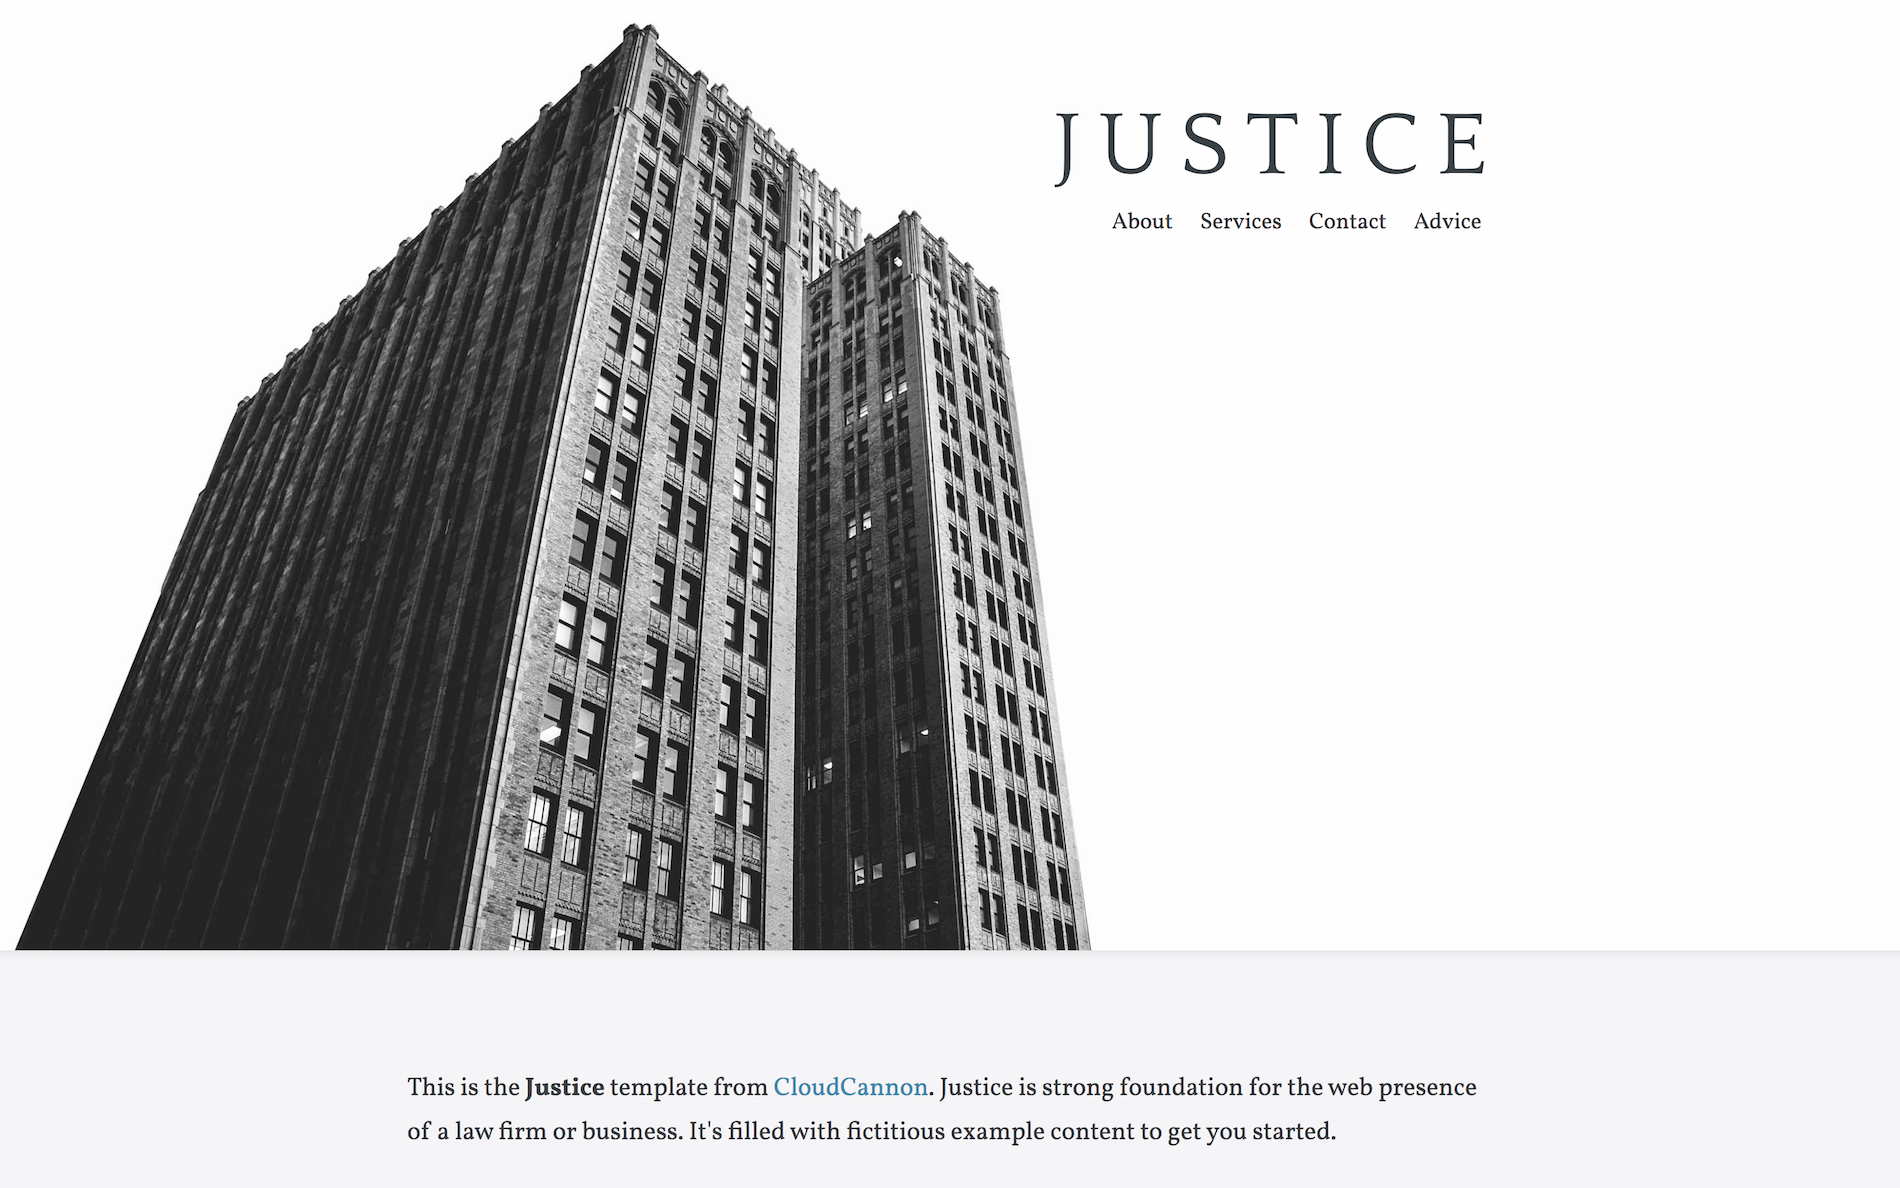 JUSTICE
About Services Contact Advice
This is the Justice template from CloudCannon. Justice is strong foundation for the web presence
of a law firm or business. It's filled with fictitious example content to get you started.